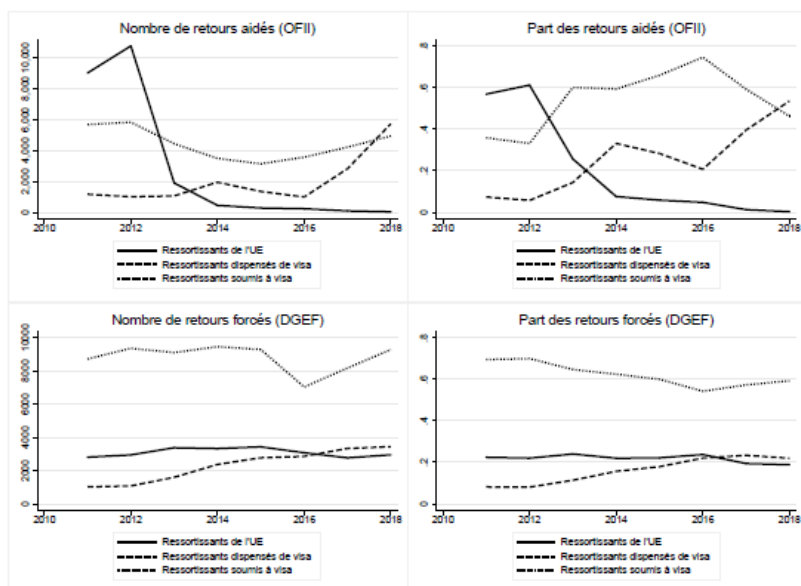 Nombre de retours aidés (OFII)
10,000
8,000
6,000
4,000
2,000
0
2010 2012 2014 2016 2018
Ressortissants de l'UE
Ressortissants dispensés de visa
Ressortissants soumis à visa
Part des retours aidés (OFII)
.8
.6
.4
.2
0
2010 2012 2014 2016 2018
Ressortissants de l'UE
Ressortissants dispensés de visa
Ressortissants soumis à visa
Nombre de retours forcés (DGEF)
10000
8000
6000
4000
2000
0
2010 2012 2014 2016 2018
Ressortissants de l'UE
Ressortissants dispensés de visa
Ressortissants soumis à visa
Part des retours forcés (DGEF)
.8
.6
.4
.2
0
2010 2012 2014 2016 2018
Ressortissants de l'UE
Ressortissants dispensés de visa
Ressortissants soumis à visa